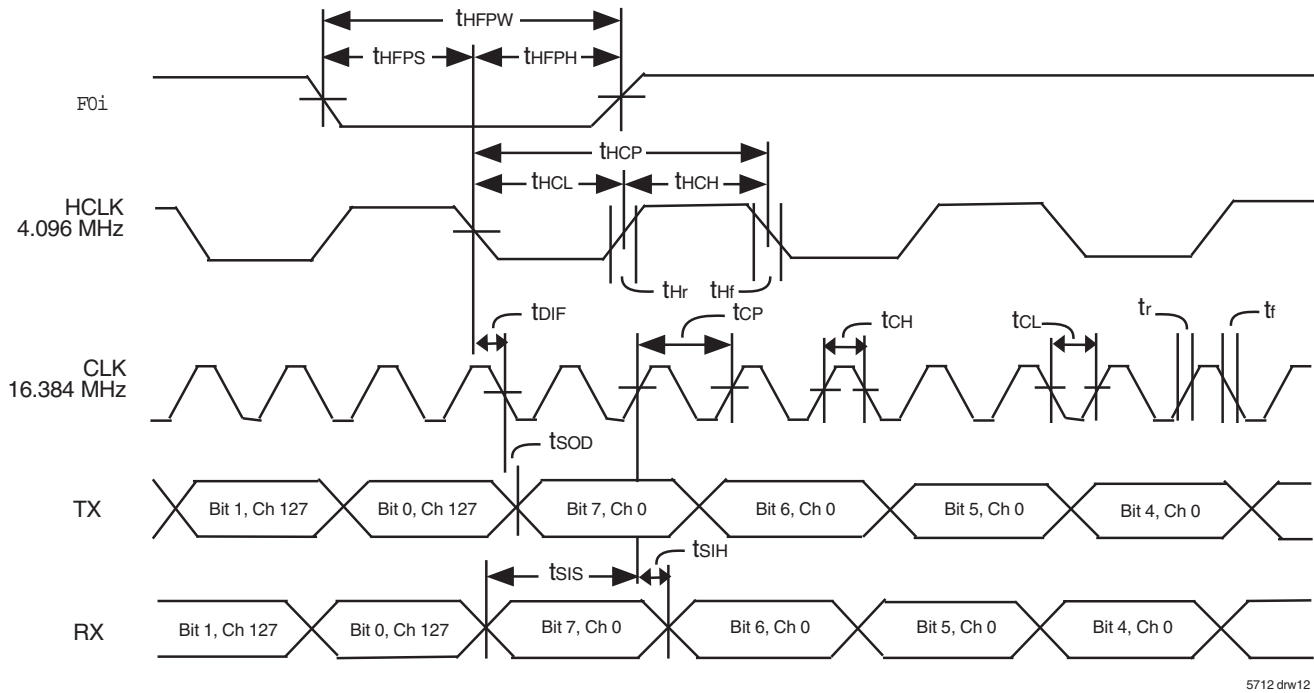 tHFPW
tHFPS
tHFPH
F0i
tHCP
tHCL
tHCH
HCLK
4.096 MHz
tHr
tHf
tDIF
tCP
tCH
tCL
tr
tf
CLK
16.384 MHz
tSOD
TX
Bit 1, Ch 127
Bit 0, Ch 127
Bit 7, Ch 0
Bit 6, Ch 0
Bit 5, Ch 0
Bit 4, Ch 0
tSIS
tSIH
RX
Bit 1, Ch 127
Bit 0, Ch 127
Bit 7, Ch 0
Bit 6, Ch 0
Bit 5, Ch 0
Bit 4, Ch 0
5712 drw12